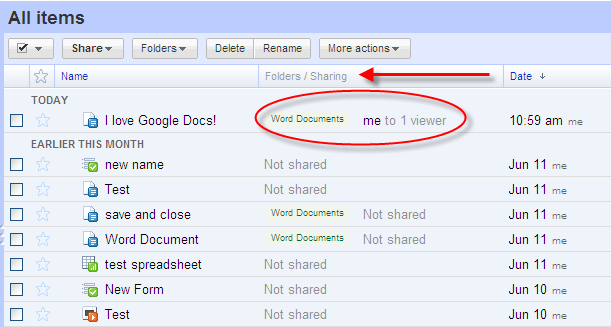 All items
Share Folders Delete Rename More actions
Name Folders / Sharing Date
TODAY
I love Google Docs! Word Documents me to 1 viewer 10:59 am me
EARLIER THIS MONTH
new name Not shared Jun 11 me
Test Not shared Jun 11 me
save and close Word Documents Not shared Jun 11 me
Word Document Word Documents Not shared Jun 11 me
test spreadsheet Not shared Jun 11 me
New Form Not shared Jun 10 me
Test Not shared Jun 10 me